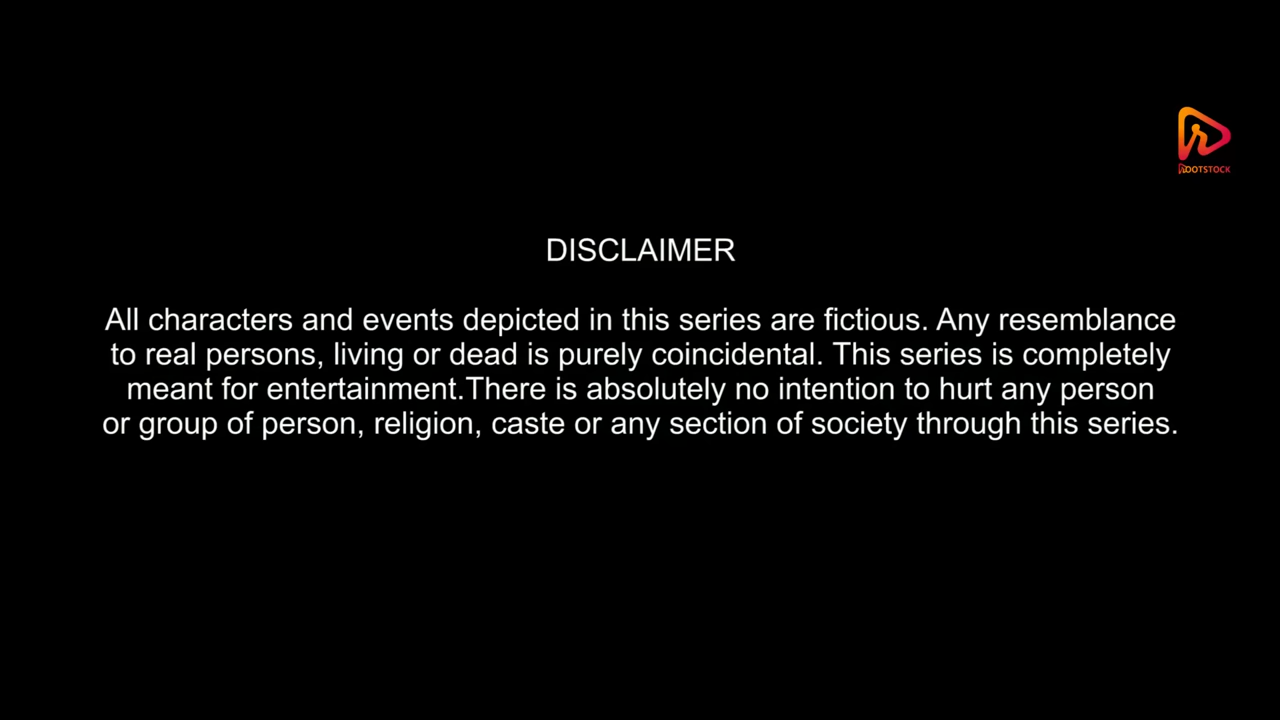 ROOTSTOCK
DISCLAIMER
All characters and events depicted in this series are fictious. Any resemblance
to real persons, living or dead is purely coincidental. This series is completely
meant for entertainment.There is absolutely no intention to hurt any person
or group of person, religion, caste or any section of society through this series.